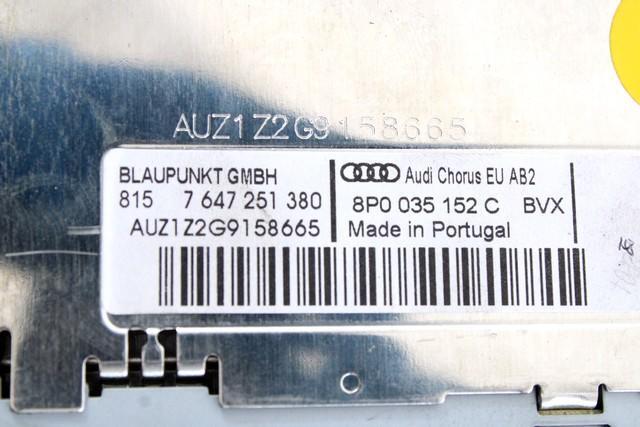 AUZ1Z2G9158665
BLAUPUNKT GMBH
815 7 647 251 380
AUZ1Z2G9158665
Audi Chorus EU AB2
8P0 035 152 C BVX
Made in Portugal